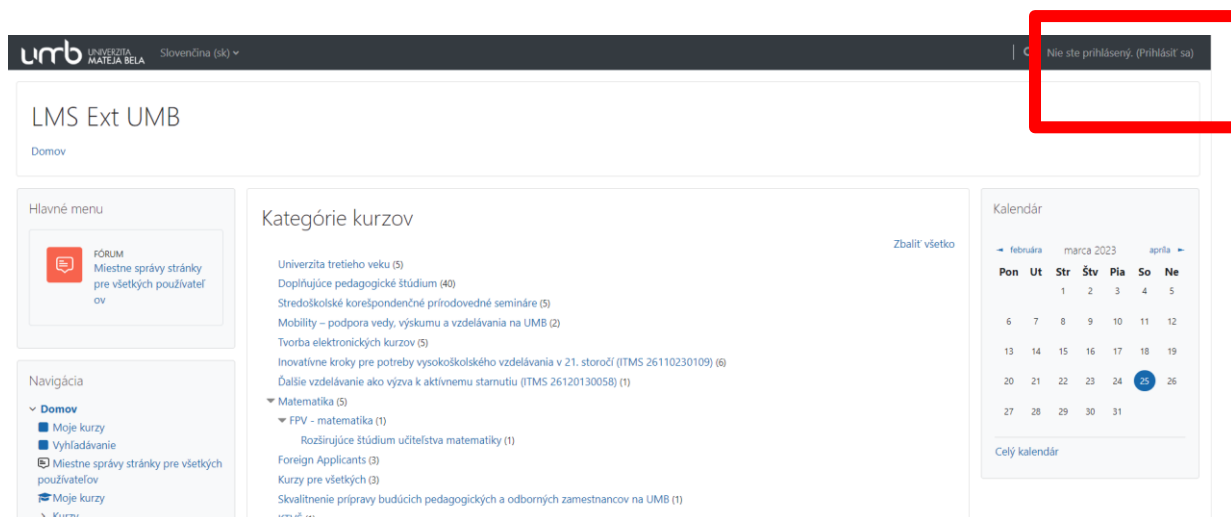 umb UNIVERZITA
MATEJA BELA
Slovenčina (sk)
Nie ste prihlásený. (Prihlásiť sa)
LMS Ext UMB
Domov
Hlavné menu
FÓRUM
Miestne správy stránky
pre všetkých používateľ
ov
Navigácia
Domov
Moje kurzy
Vyhľadávanie
Miestne správy stránky pre všetkých
používateľov
Moje kurzy
Kurzy
Kategórie kurzov
Zbaliť všetko
Univerzita tretieho veku (5)
Doplňujúce pedagogické štúdium (40)
Stredoškolské korešpondenčné prírodovedné semináre (5)
Mobility – podpora vedy, výskumu a vzdelávania na UMB (2)
Tvorba elektronických kurzov (5)
Inovatívne kroky pre potreby vysokoškolského vzdelávania v 21. storočí (ITMS 26110230109) (6)
Ďalšie vzdelávanie ako výzva k aktívnemu starnutiu (ITMS 26120130058) (1)
Matematika (5)
FPV - matematika (1)
Rozširujúce štúdium učiteľstva matematiky (1)
Foreign Applicants (3)
Kurzy pre všetkých (3)
Skvalitnenie prípravy budúcich pedagogických a odborných zamestnancov na UMB (1)
Kalendár
februára marca 2023 apríla
Pon Ut Str Štv Pia So Ne
1 2 3 4 5
6 7 8 9 10 11 12
13 14 15 16 17 18 19
20 21 22 23 24 25 26
27 28 29 30 31
Celý kalendár